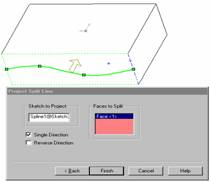 Project Split Line
Sketch to Project
Faces to Split
Spline1@Sketch
Face <1>
Single Direction
Reverse Direction
< Back
Finish
Cancel
Help